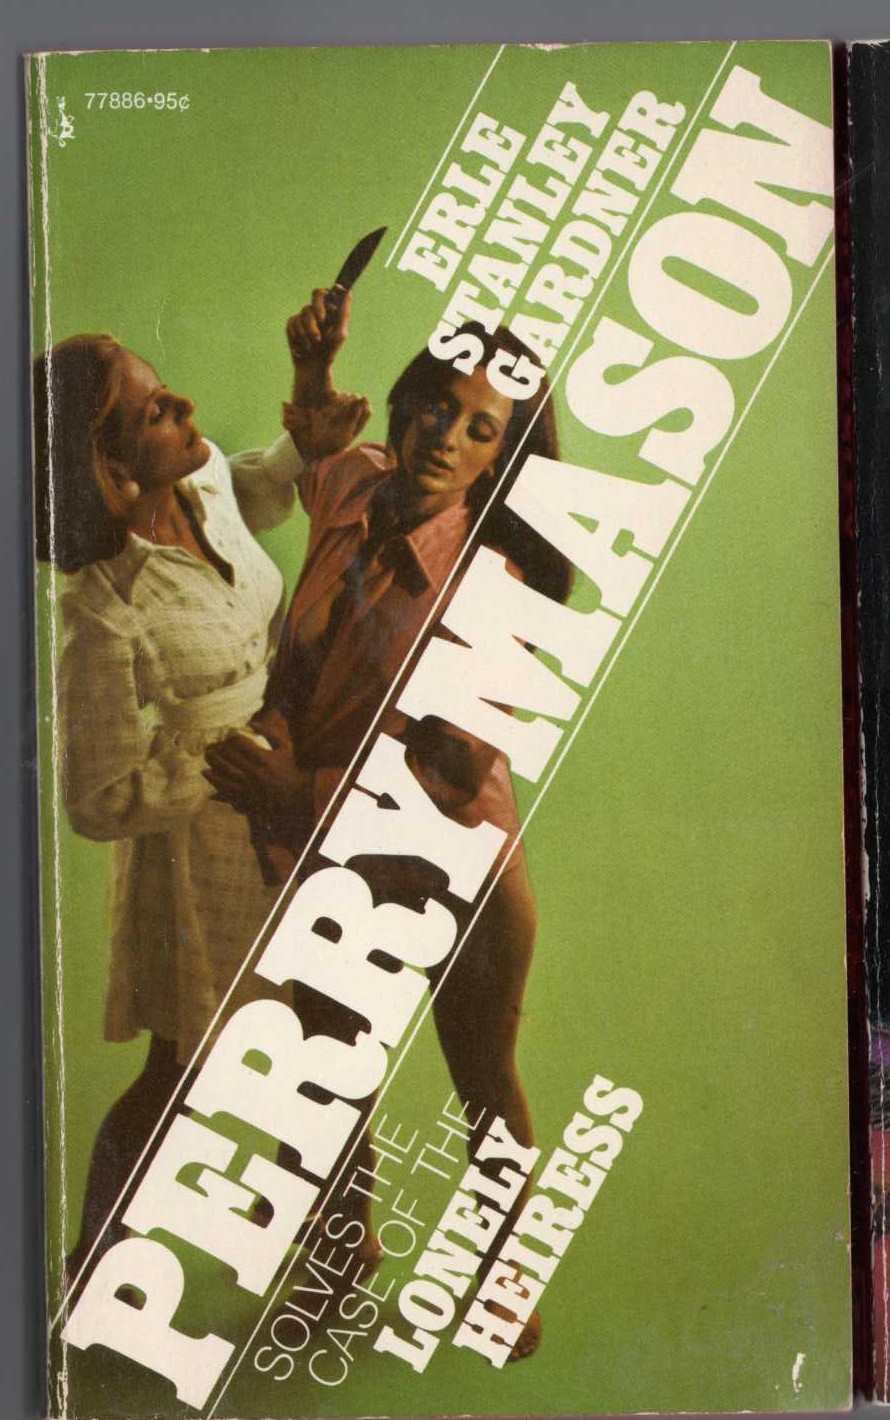 77886•95¢
ERLE
STANLEY
GARDNER
PERRY MASON
SOLVES THE
CASE OF THE
LONELY
HEIRESS